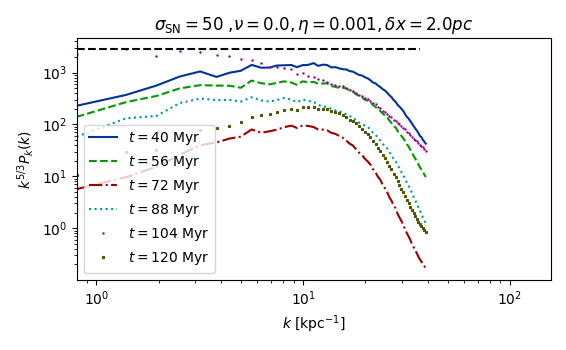 σ_SN = 50 , ν = 0.0, η = 0.001, δx = 2.0pc
k^{5/3}P_k(k)
10^3
10^2
10^1
10^0
t = 40 Myr
t = 56 Myr
t = 72 Myr
t = 88 Myr
t = 104 Myr
t = 120 Myr
10^0 10^1 10^2
k [kpc^{-1}]